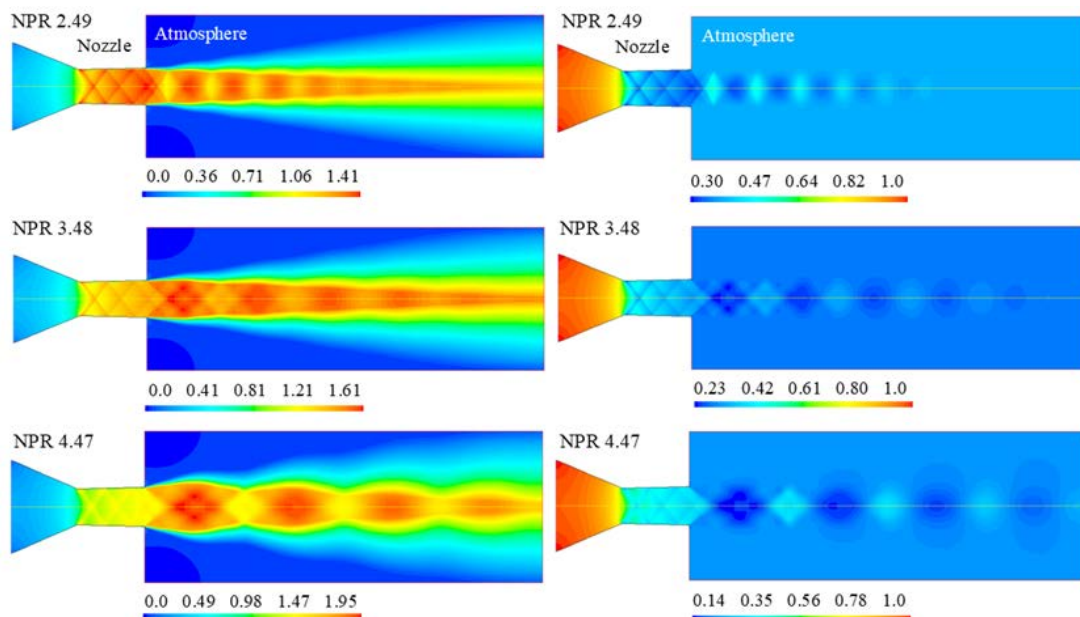 NPR 2.49
Nozzle
Atmosphere
0.0 0.36 0.71 1.06 1.41
NPR 2.49
Nozzle
Atmosphere
0.30 0.47 0.64 0.82 1.0
NPR 3.48
0.0 0.41 0.81 1.21 1.61
NPR 3.48
0.23 0.42 0.61 0.80 1.0
NPR 4.47
0.0 0.49 0.98 1.47 1.95
NPR 4.47
0.14 0.35 0.56 0.78 1.0